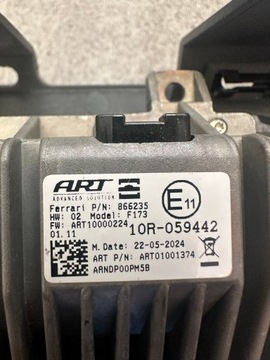 ART
ADVANCED SOLUTION
Ferrari P/N: 866235
HW: 02 Model: F173
FW: ART10000224
01.11
E 11
10R-059442
M. Date: 22-05-2024
ART P/N: ART01001374
ARNDP00PM5B